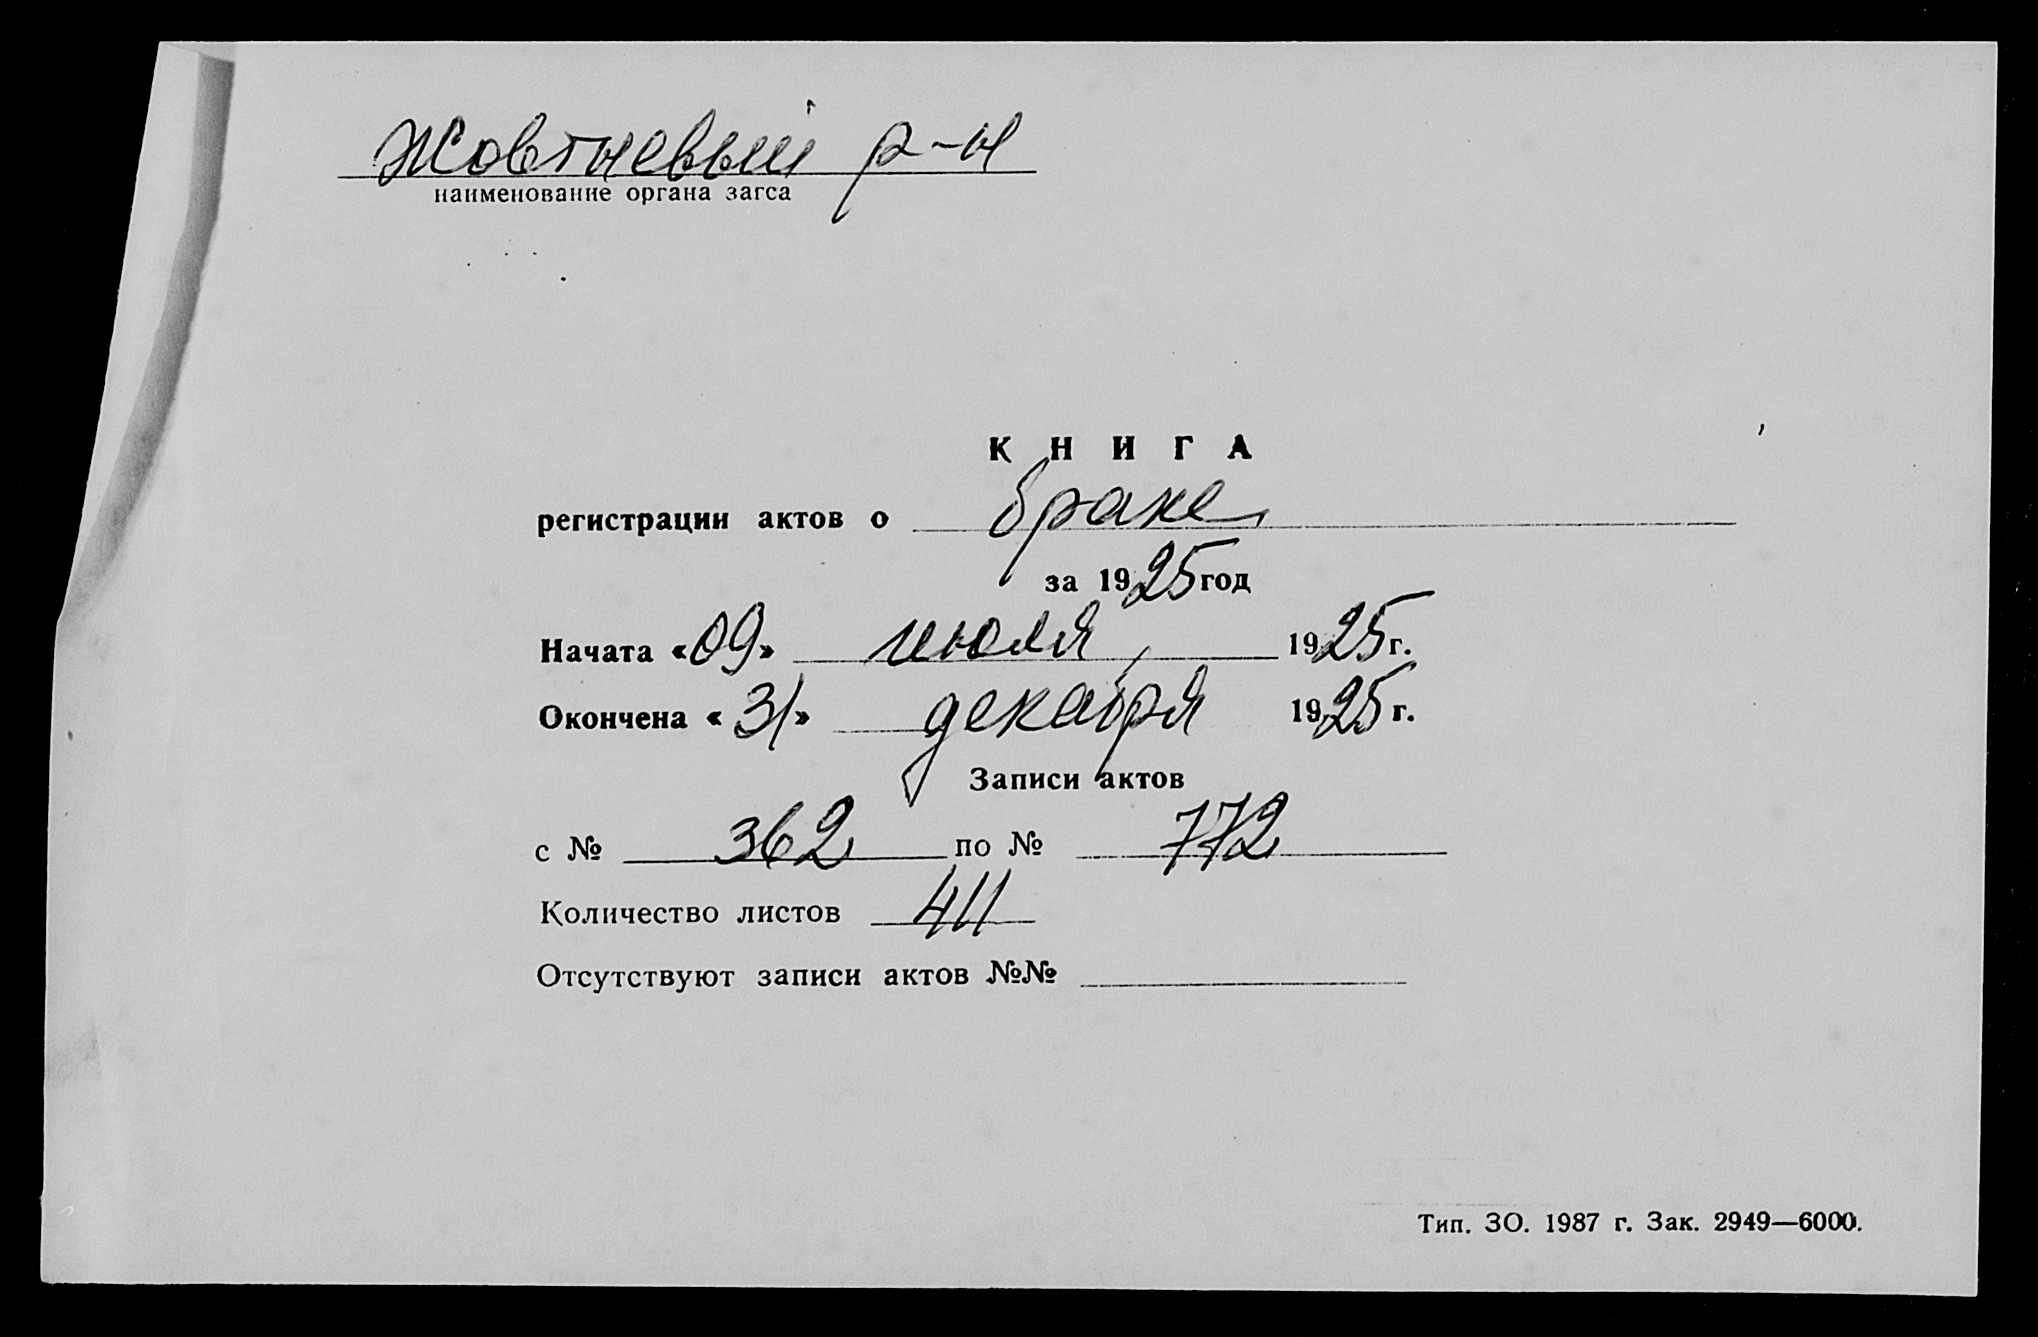 Жовтневый р-н
наименование органа загса
КНИГА
регистрации актов о браке
за 1925 год
Начата «09» июля 1925 г.
Окончена «31» декабря 1925 г.
Записи актов
с № 362 по № 772
Количество листов 411
Отсутствуют записи актов №№
Тип. ЗО. 1987 г. Зак. 2949—6000.